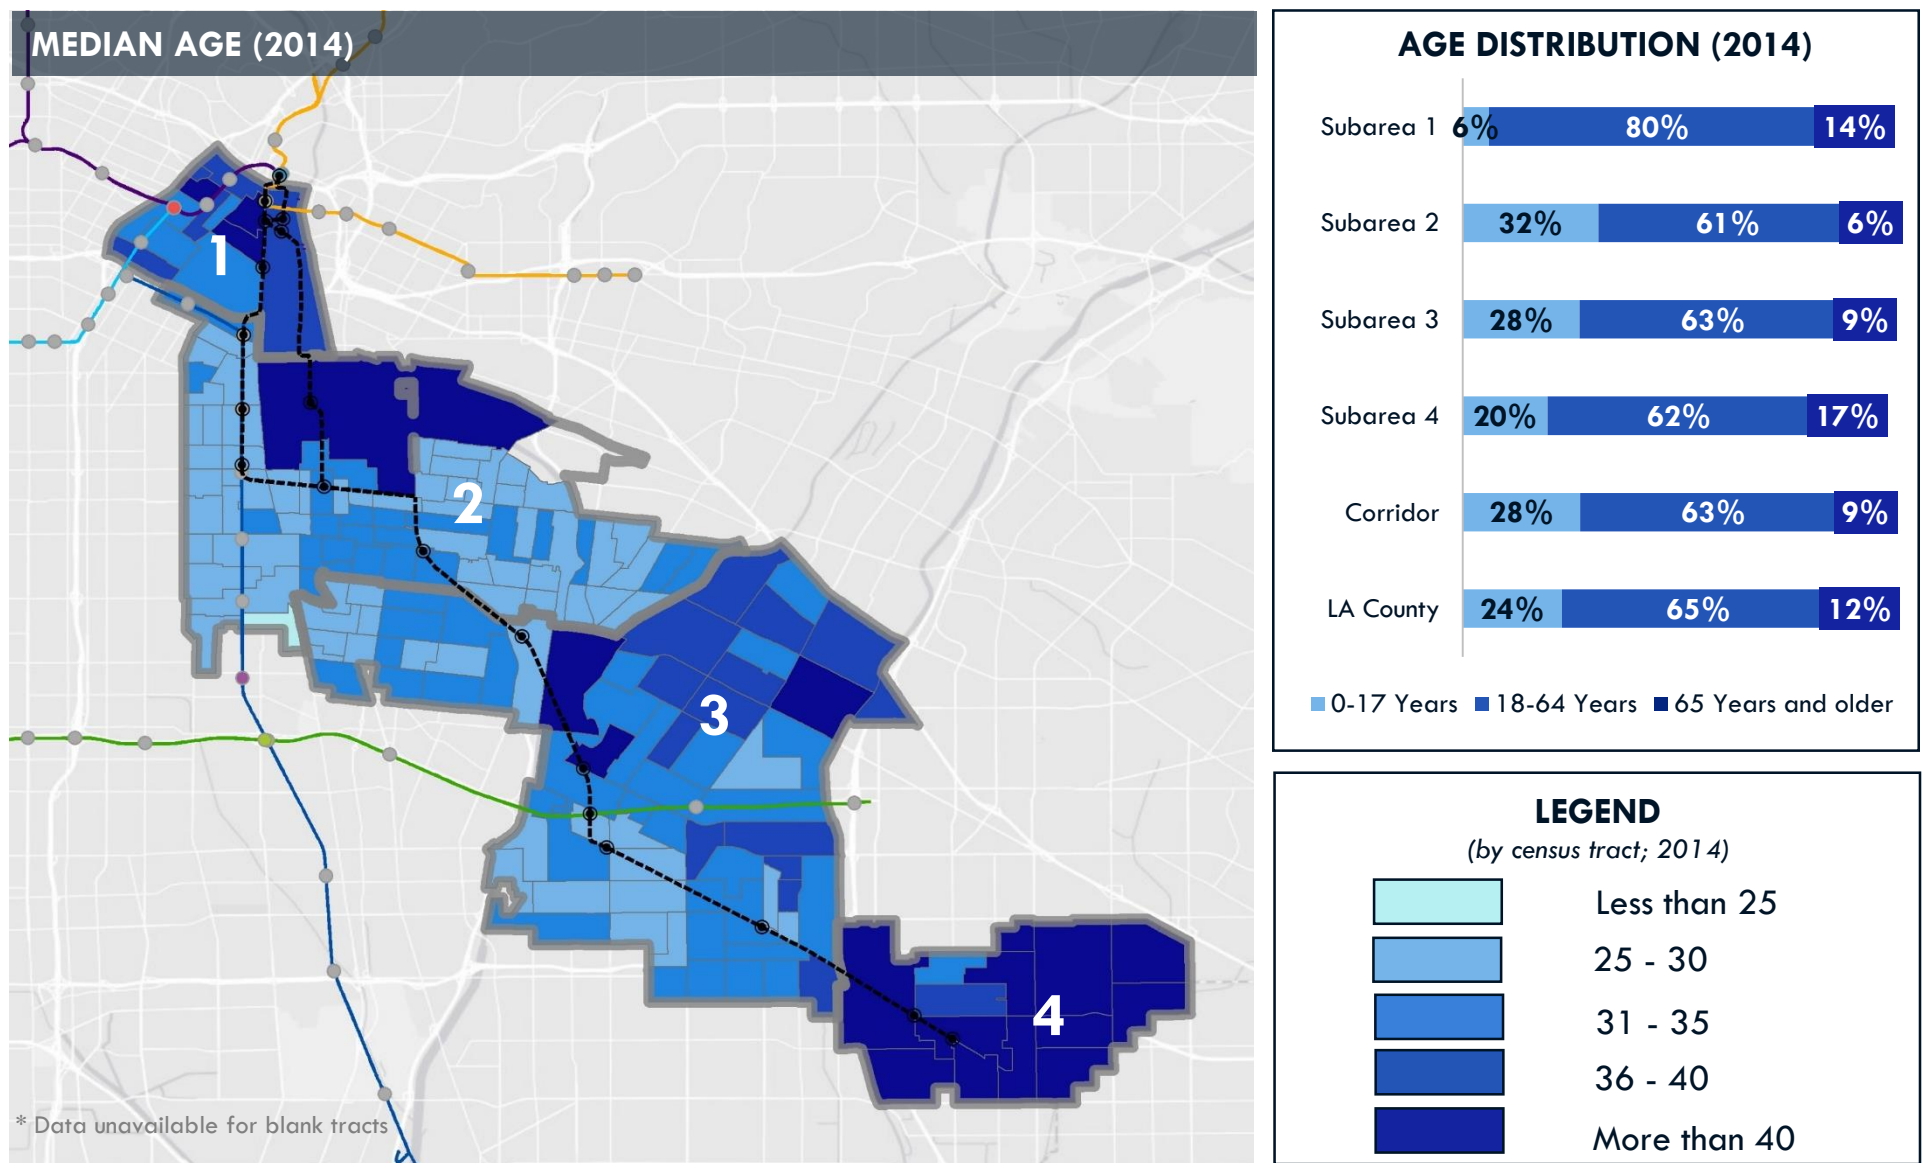 MEDIAN AGE (2014)
1
2
3
4
* Data unavailable for blank tracts
AGE DISTRIBUTION (2014)
Subarea 1 6% 80% 14%
Subarea 2 32% 61% 6%
Subarea 3 28% 63% 9%
Subarea 4 20% 62% 17%
Corridor 28% 63% 9%
LA County 24% 65% 12%
0-17 Years 18-64 Years 65 Years and older
LEGEND
(by census tract; 2014)
Less than 25
25 - 30
31 - 35
36 - 40
More than 40